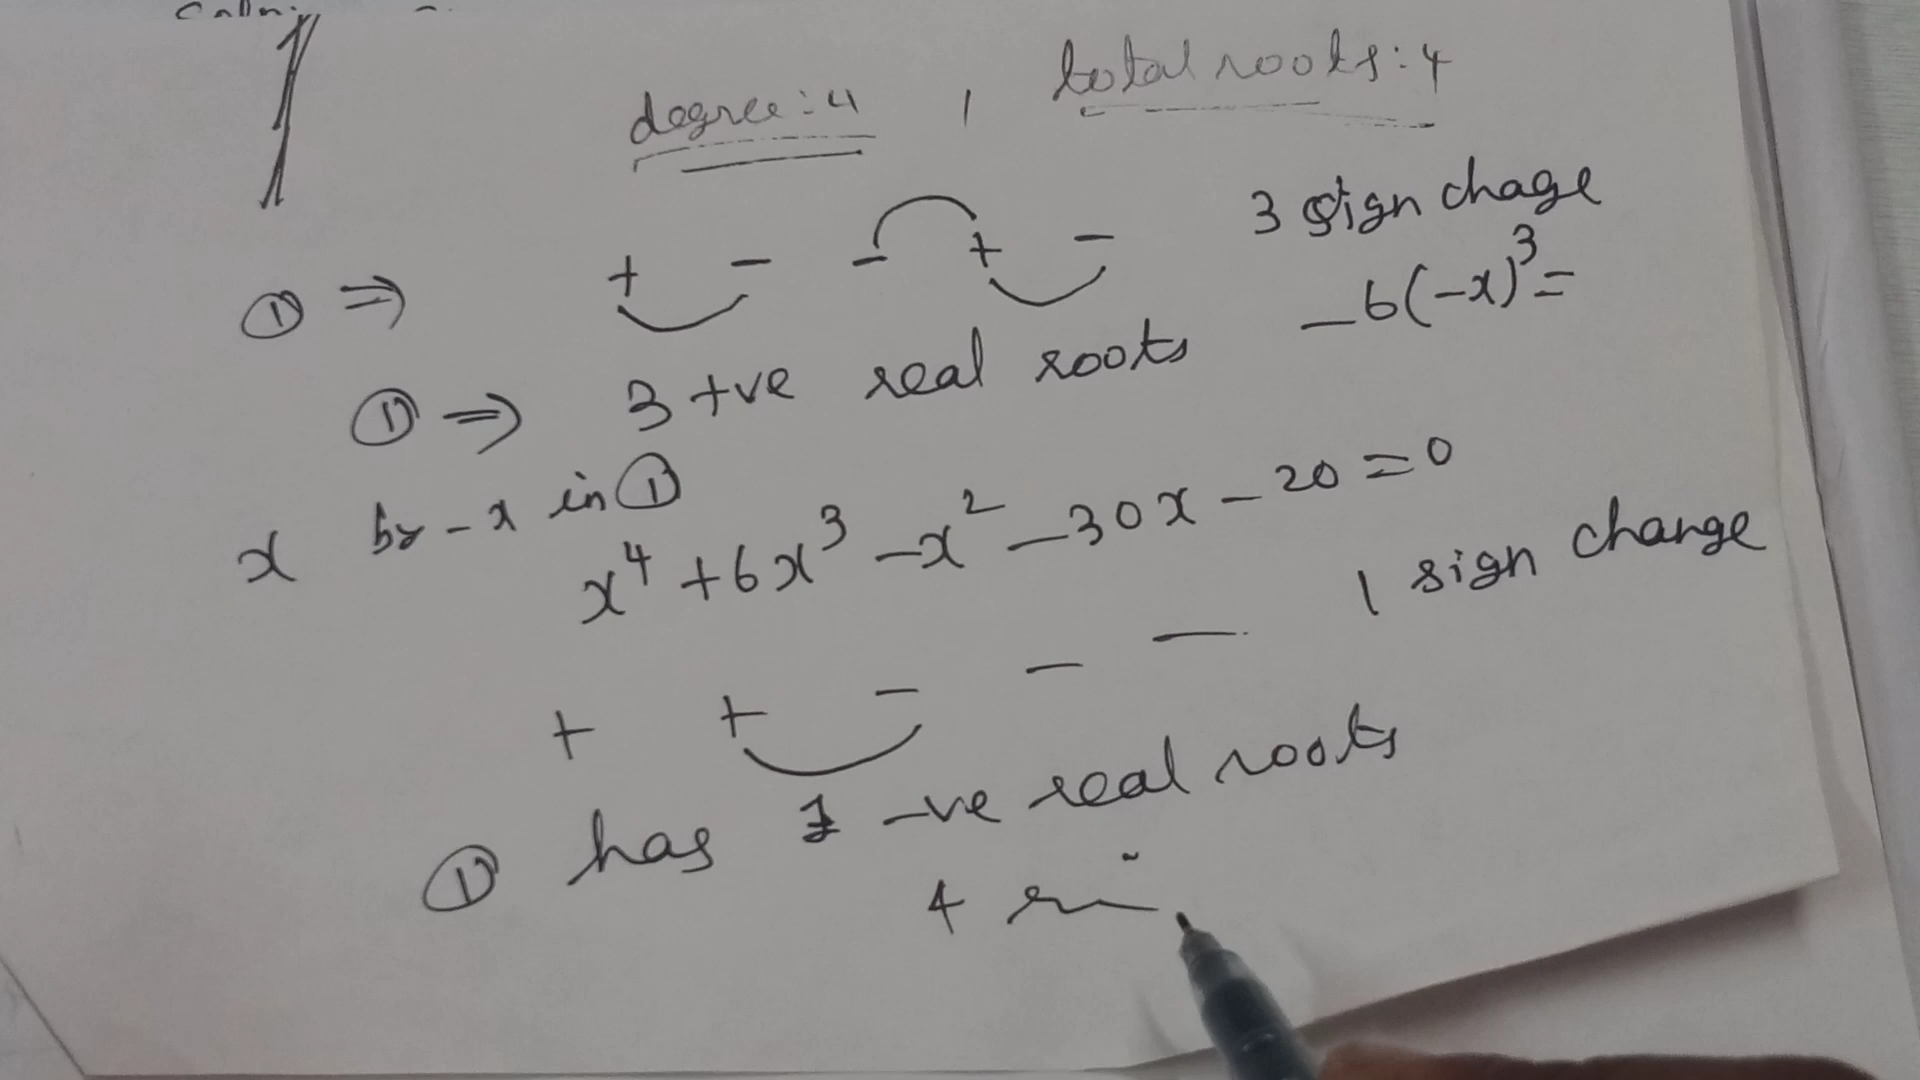 degree : 4 , total roots : 4
① ⇒ + - - + - 3 sign chage
-6(-x)³ =
① ⇒ 3 +ve real roots
x by -x in ①
x⁴ + 6x³ - x² - 30x - 20 = 0
+ + - - - 1 sign change
① has 1 -ve real roots
4